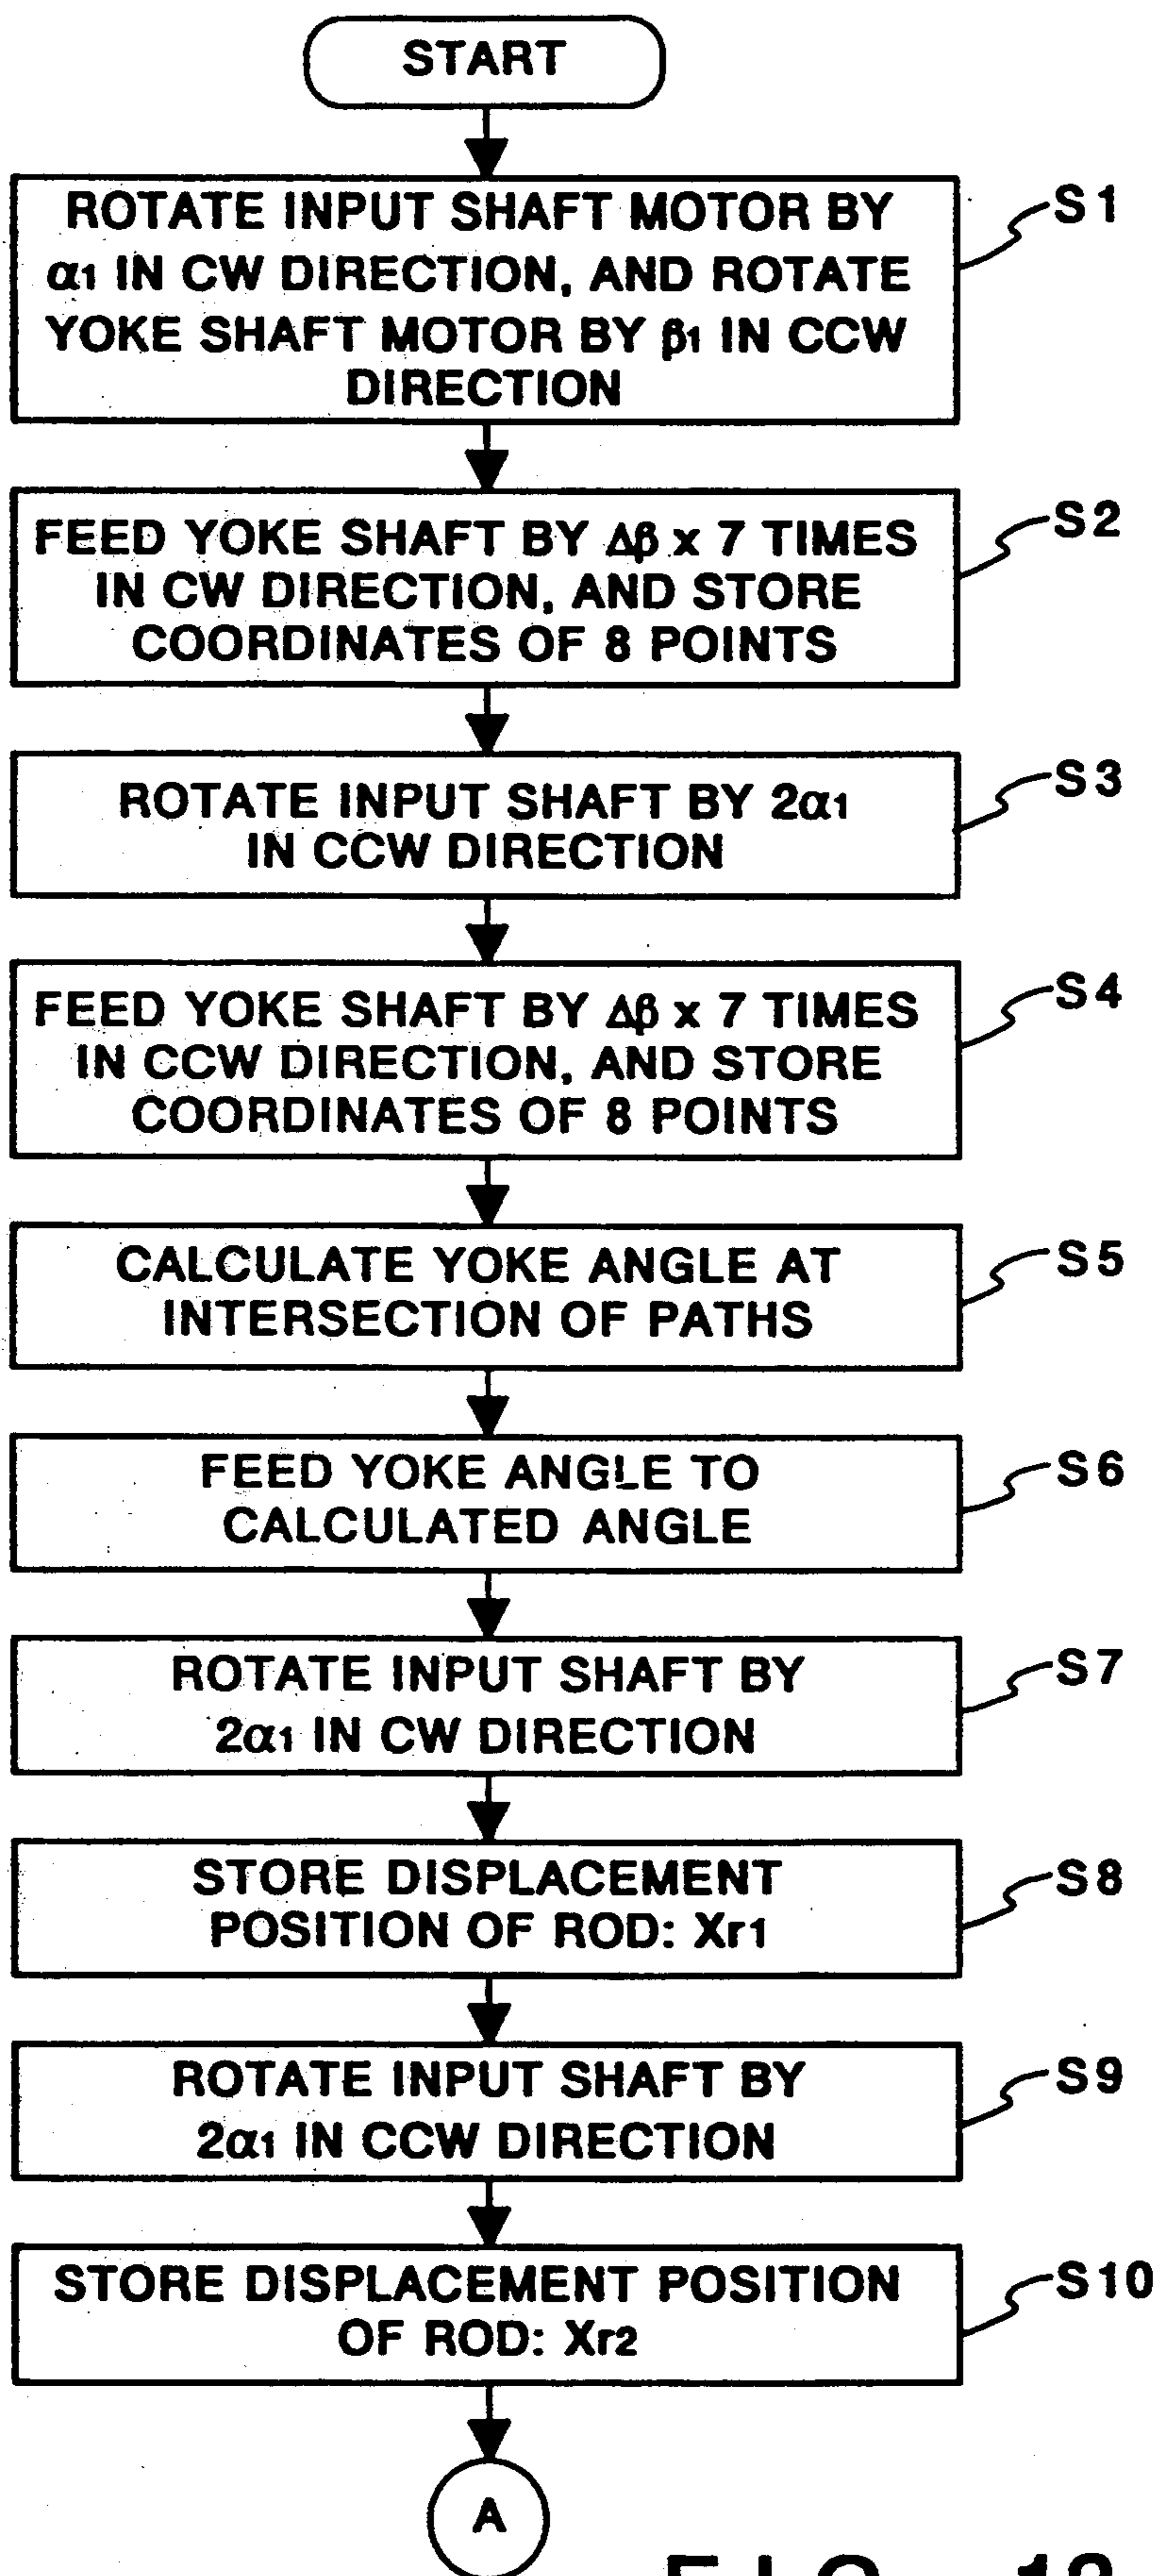 START
ROTATE INPUT SHAFT MOTOR BY
α1 IN CW DIRECTION, AND ROTATE
YOKE SHAFT MOTOR BY β1 IN CCW
DIRECTION
S1
FEED YOKE SHAFT BY Δβ x 7 TIMES
IN CW DIRECTION, AND STORE
COORDINATES OF 8 POINTS
S2
ROTATE INPUT SHAFT BY 2α1
IN CCW DIRECTION
S3
FEED YOKE SHAFT BY Δβ x 7 TIMES
IN CCW DIRECTION, AND STORE
COORDINATES OF 8 POINTS
S4
CALCULATE YOKE ANGLE AT
INTERSECTION OF PATHS
S5
FEED YOKE ANGLE TO
CALCULATED ANGLE
S6
ROTATE INPUT SHAFT BY
2α1 IN CW DIRECTION
S7
STORE DISPLACEMENT
POSITION OF ROD: Xr1
S8
ROTATE INPUT SHAFT BY
2α1 IN CCW DIRECTION
S9
STORE DISPLACEMENT POSITION
OF ROD: Xr2
S10
A